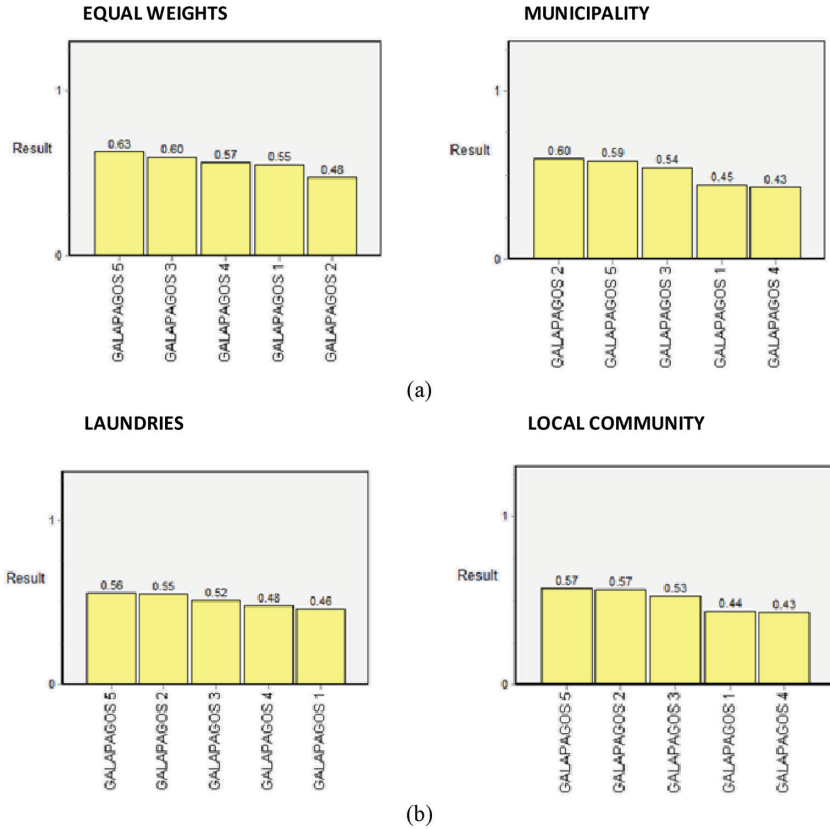 EQUAL WEIGHTS
1
Result
0
0.63 0.60 0.57 0.55 0.48
GALAPAGOS 5
GALAPAGOS 3
GALAPAGOS 4
GALAPAGOS 1
GALAPAGOS 2
MUNICIPALITY
1
Result
0
0.60 0.59 0.54 0.45 0.43
GALAPAGOS 2
GALAPAGOS 5
GALAPAGOS 3
GALAPAGOS 1
GALAPAGOS 4
(a)
LAUNDRIES
1
Result
0
0.56 0.55 0.52 0.48 0.46
GALAPAGOS 5
GALAPAGOS 2
GALAPAGOS 3
GALAPAGOS 4
GALAPAGOS 1
LOCAL COMMUNITY
1
Result
0
0.57 0.57 0.53 0.44 0.43
GALAPAGOS 5
GALAPAGOS 2
GALAPAGOS 3
GALAPAGOS 1
GALAPAGOS 4
(b)